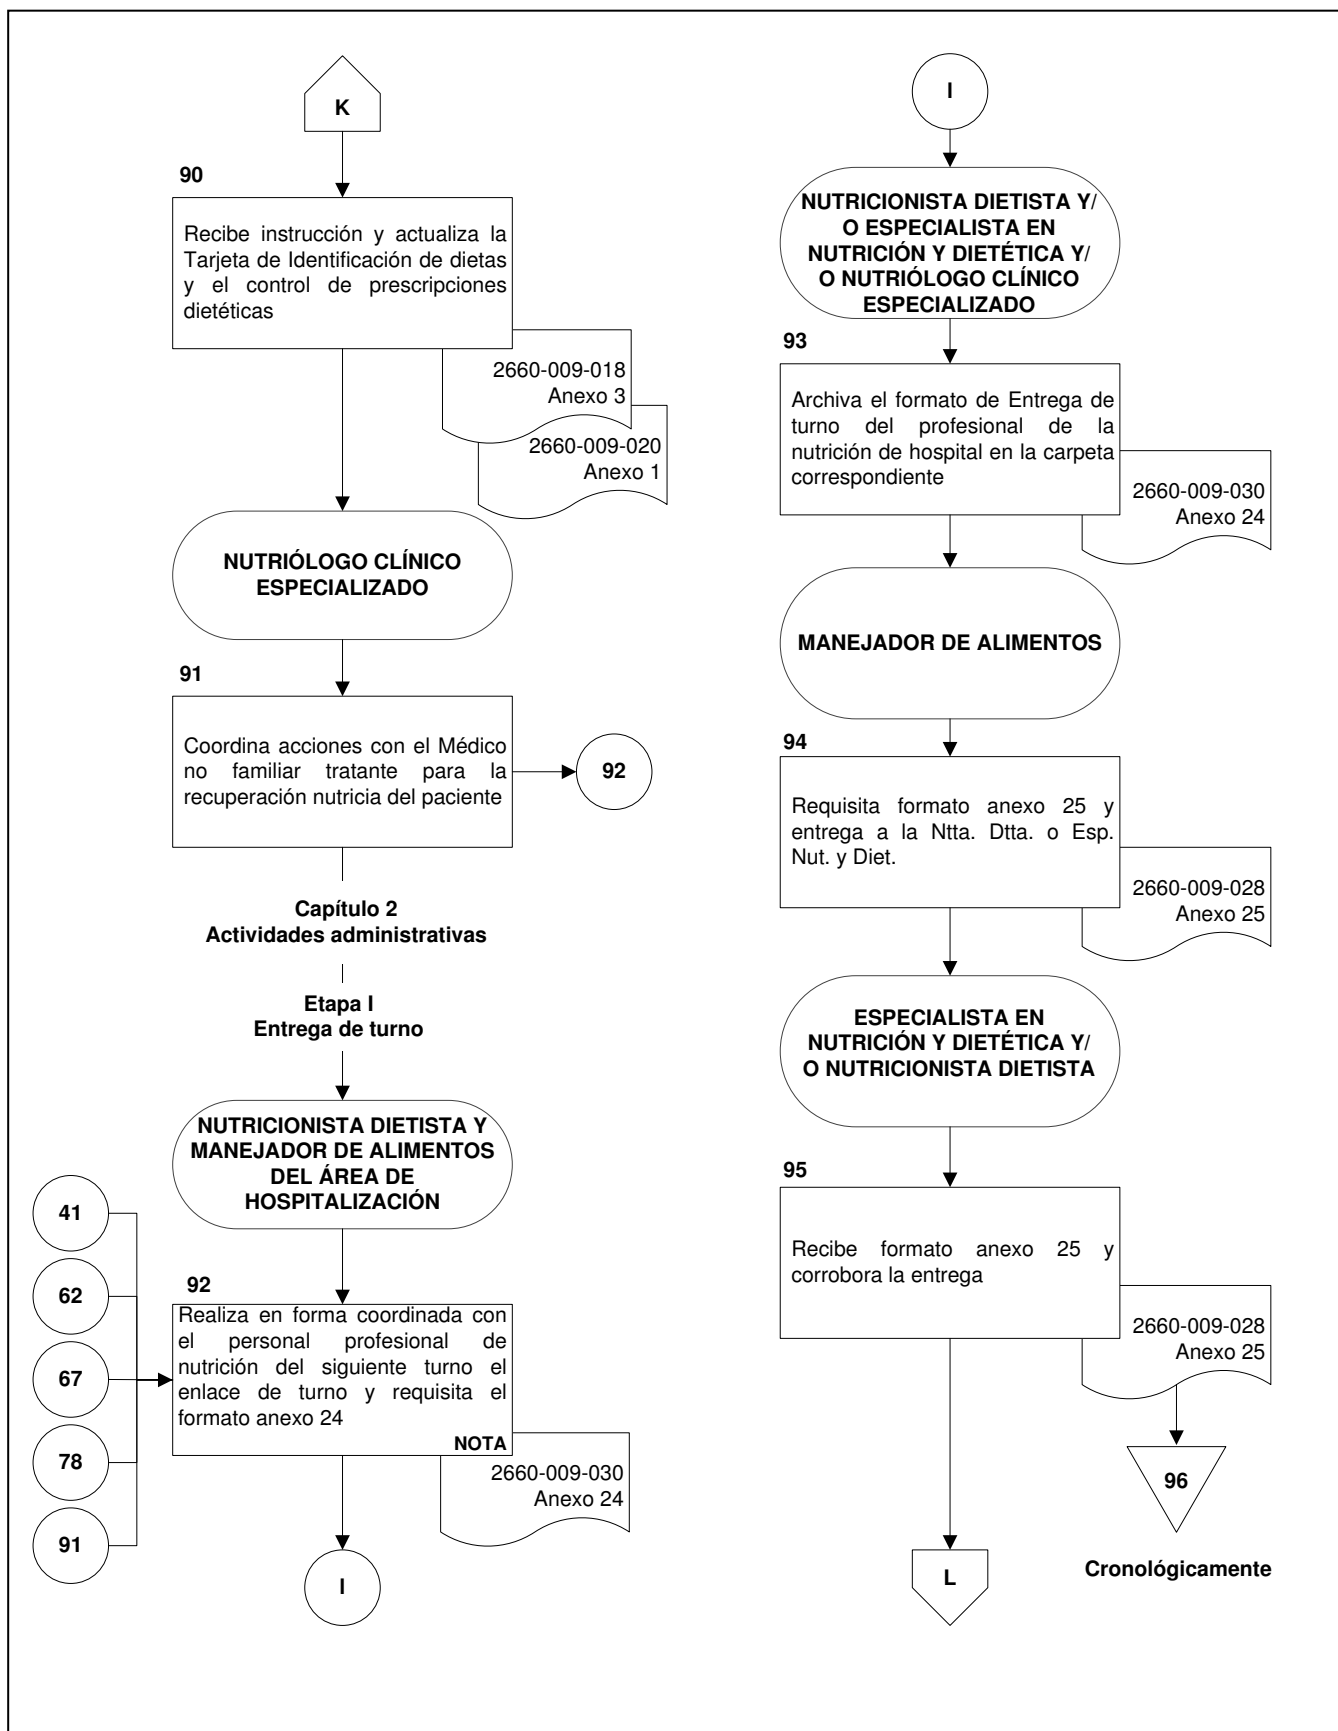 K
90
Recibe instrucción y actualiza la
Tarjeta de Identificación de dietas
y el control de prescripciones
dietéticas
2660-009-018
Anexo 3
2660-009-020
Anexo 1
NUTRIÓLOGO CLÍNICO
ESPECIALIZADO
91
Coordina acciones con el Médico
no familiar tratante para la
recuperación nutricia del paciente
92
Capítulo 2
Actividades administrativas
Etapa I
Entrega de turno
NUTRICIONISTA DIETISTA Y
MANEJADOR DE ALIMENTOS
DEL ÁREA DE
HOSPITALIZACIÓN
41
62
67
78
91
92
Realiza en forma coordinada con
el personal profesional de
nutrición del siguiente turno el
enlace de turno y requisita el
formato anexo 24
NOTA
2660-009-030
Anexo 24
I
I
NUTRICIONISTA DIETISTA Y/
O ESPECIALISTA EN
NUTRICIÓN Y DIETÉTICA Y/
O NUTRIÓLOGO CLÍNICO
ESPECIALIZADO
93
Archiva el formato de Entrega de
turno del profesional de la
nutrición de hospital en la carpeta
correspondiente
2660-009-030
Anexo 24
MANEJADOR DE ALIMENTOS
94
Requisita formato anexo 25 y
entrega a la Ntta. Dtta. o Esp.
Nut. y Diet.
2660-009-028
Anexo 25
ESPECIALISTA EN
NUTRICIÓN Y DIETÉTICA Y/
O NUTRICIONISTA DIETISTA
95
Recibe formato anexo 25 y
corrobora la entrega
2660-009-028
Anexo 25
96
Cronológicamente
L